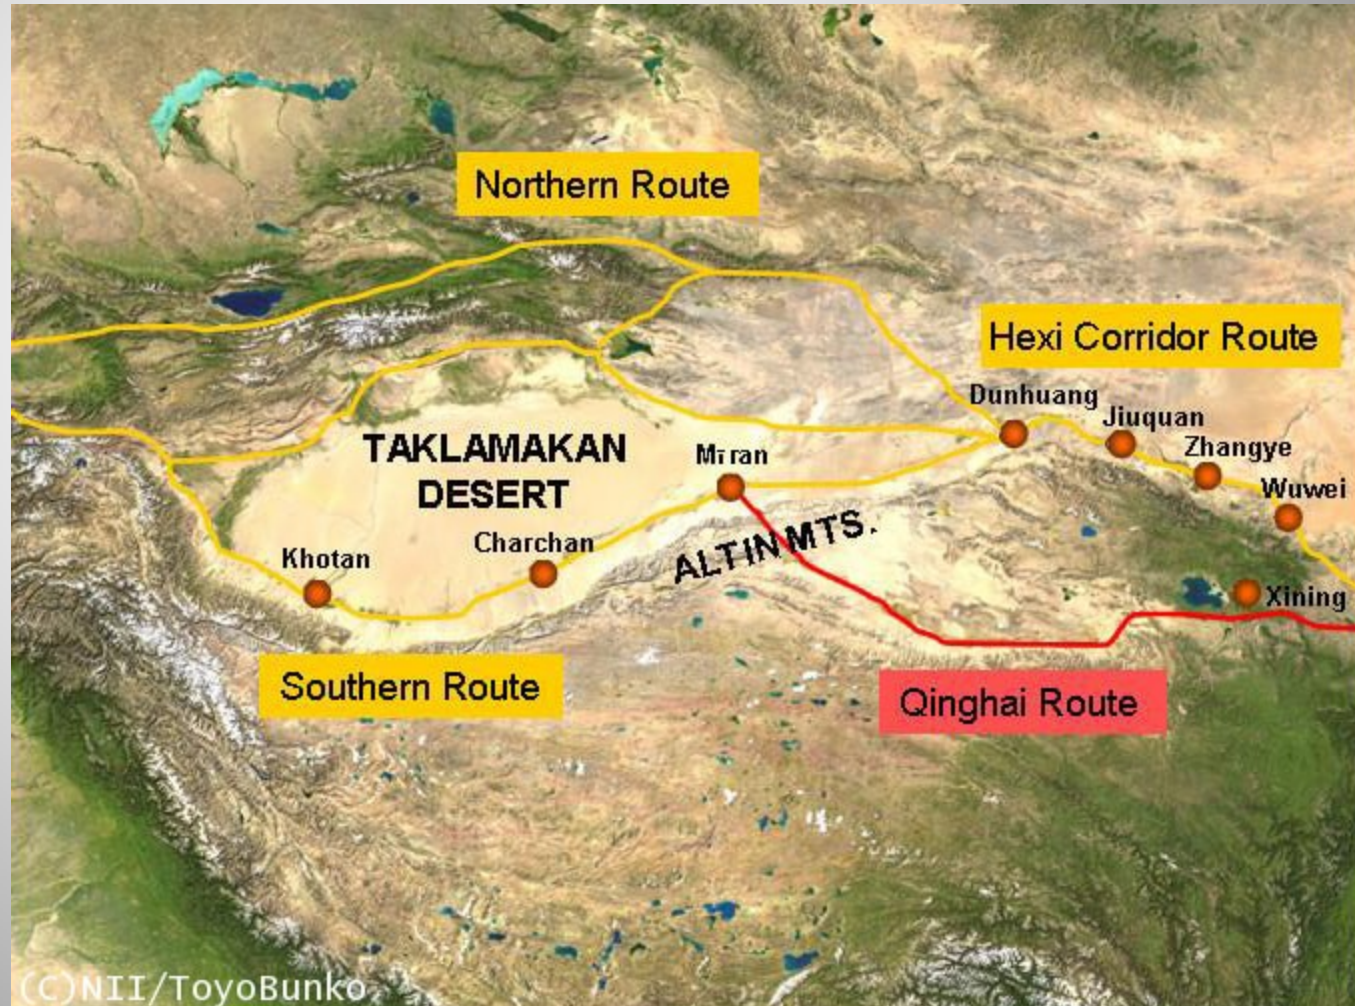 Northern Route
Hexi Corridor Route
Dunhuang
Jiuquan
Zhangye
Wuwei
TAKLAMAKAN
DESERT
Mīran
Khotan
Charchan
ALTIN MTS.
Xining
Southern Route
Qinghai Route
(C)NII/ToyoBunko